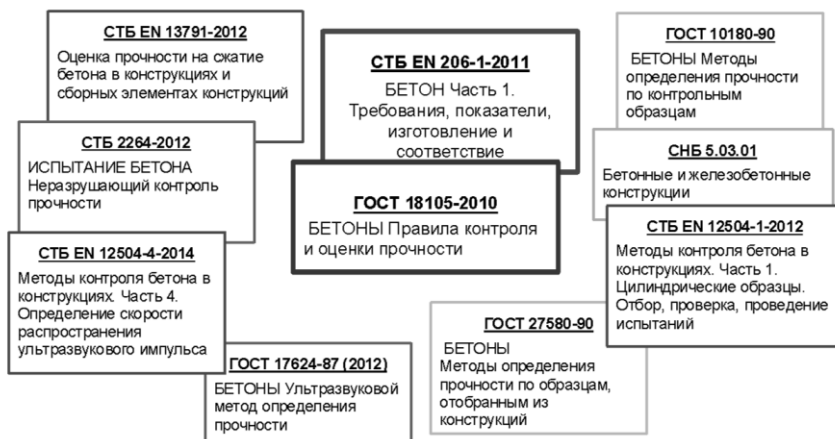 СТБ EN 13791-2012
Оценка прочности на сжатие
бетона в конструкциях и
сборных элементах конструкций
СТБ 2264-2012
ИСПЫТАНИЕ БЕТОНА
Неразрушающий контроль
прочности
СТБ EN 12504-4-2014
Методы контроля бетона в
конструкциях. Часть 4.
Определение скорости
распространения
ультразвукового импульса
ГОСТ 17624-87 (2012)
БЕТОНЫ Ультразвуковой
метод определения
прочности
СТБ EN 206-1-2011
БЕТОН Часть 1.
Требования, показатели,
изготовление и
соответствие
ГОСТ 18105-2010
БЕТОНЫ Правила контроля
и оценки прочности
ГОСТ 27580-90
БЕТОНЫ
Методы определения
прочности по образцам,
отобранным из
конструкций
ГОСТ 10180-90
БЕТОНЫ Методы
определения прочности
по контрольным
образцам
СНБ 5.03.01
Бетонные и железобетонные
конструкции
СТБ EN 12504-1-2012
Методы контроля бетона в
конструкциях. Часть 1.
Цилиндрические образцы.
Отбор, проверка, проведение
испытаний